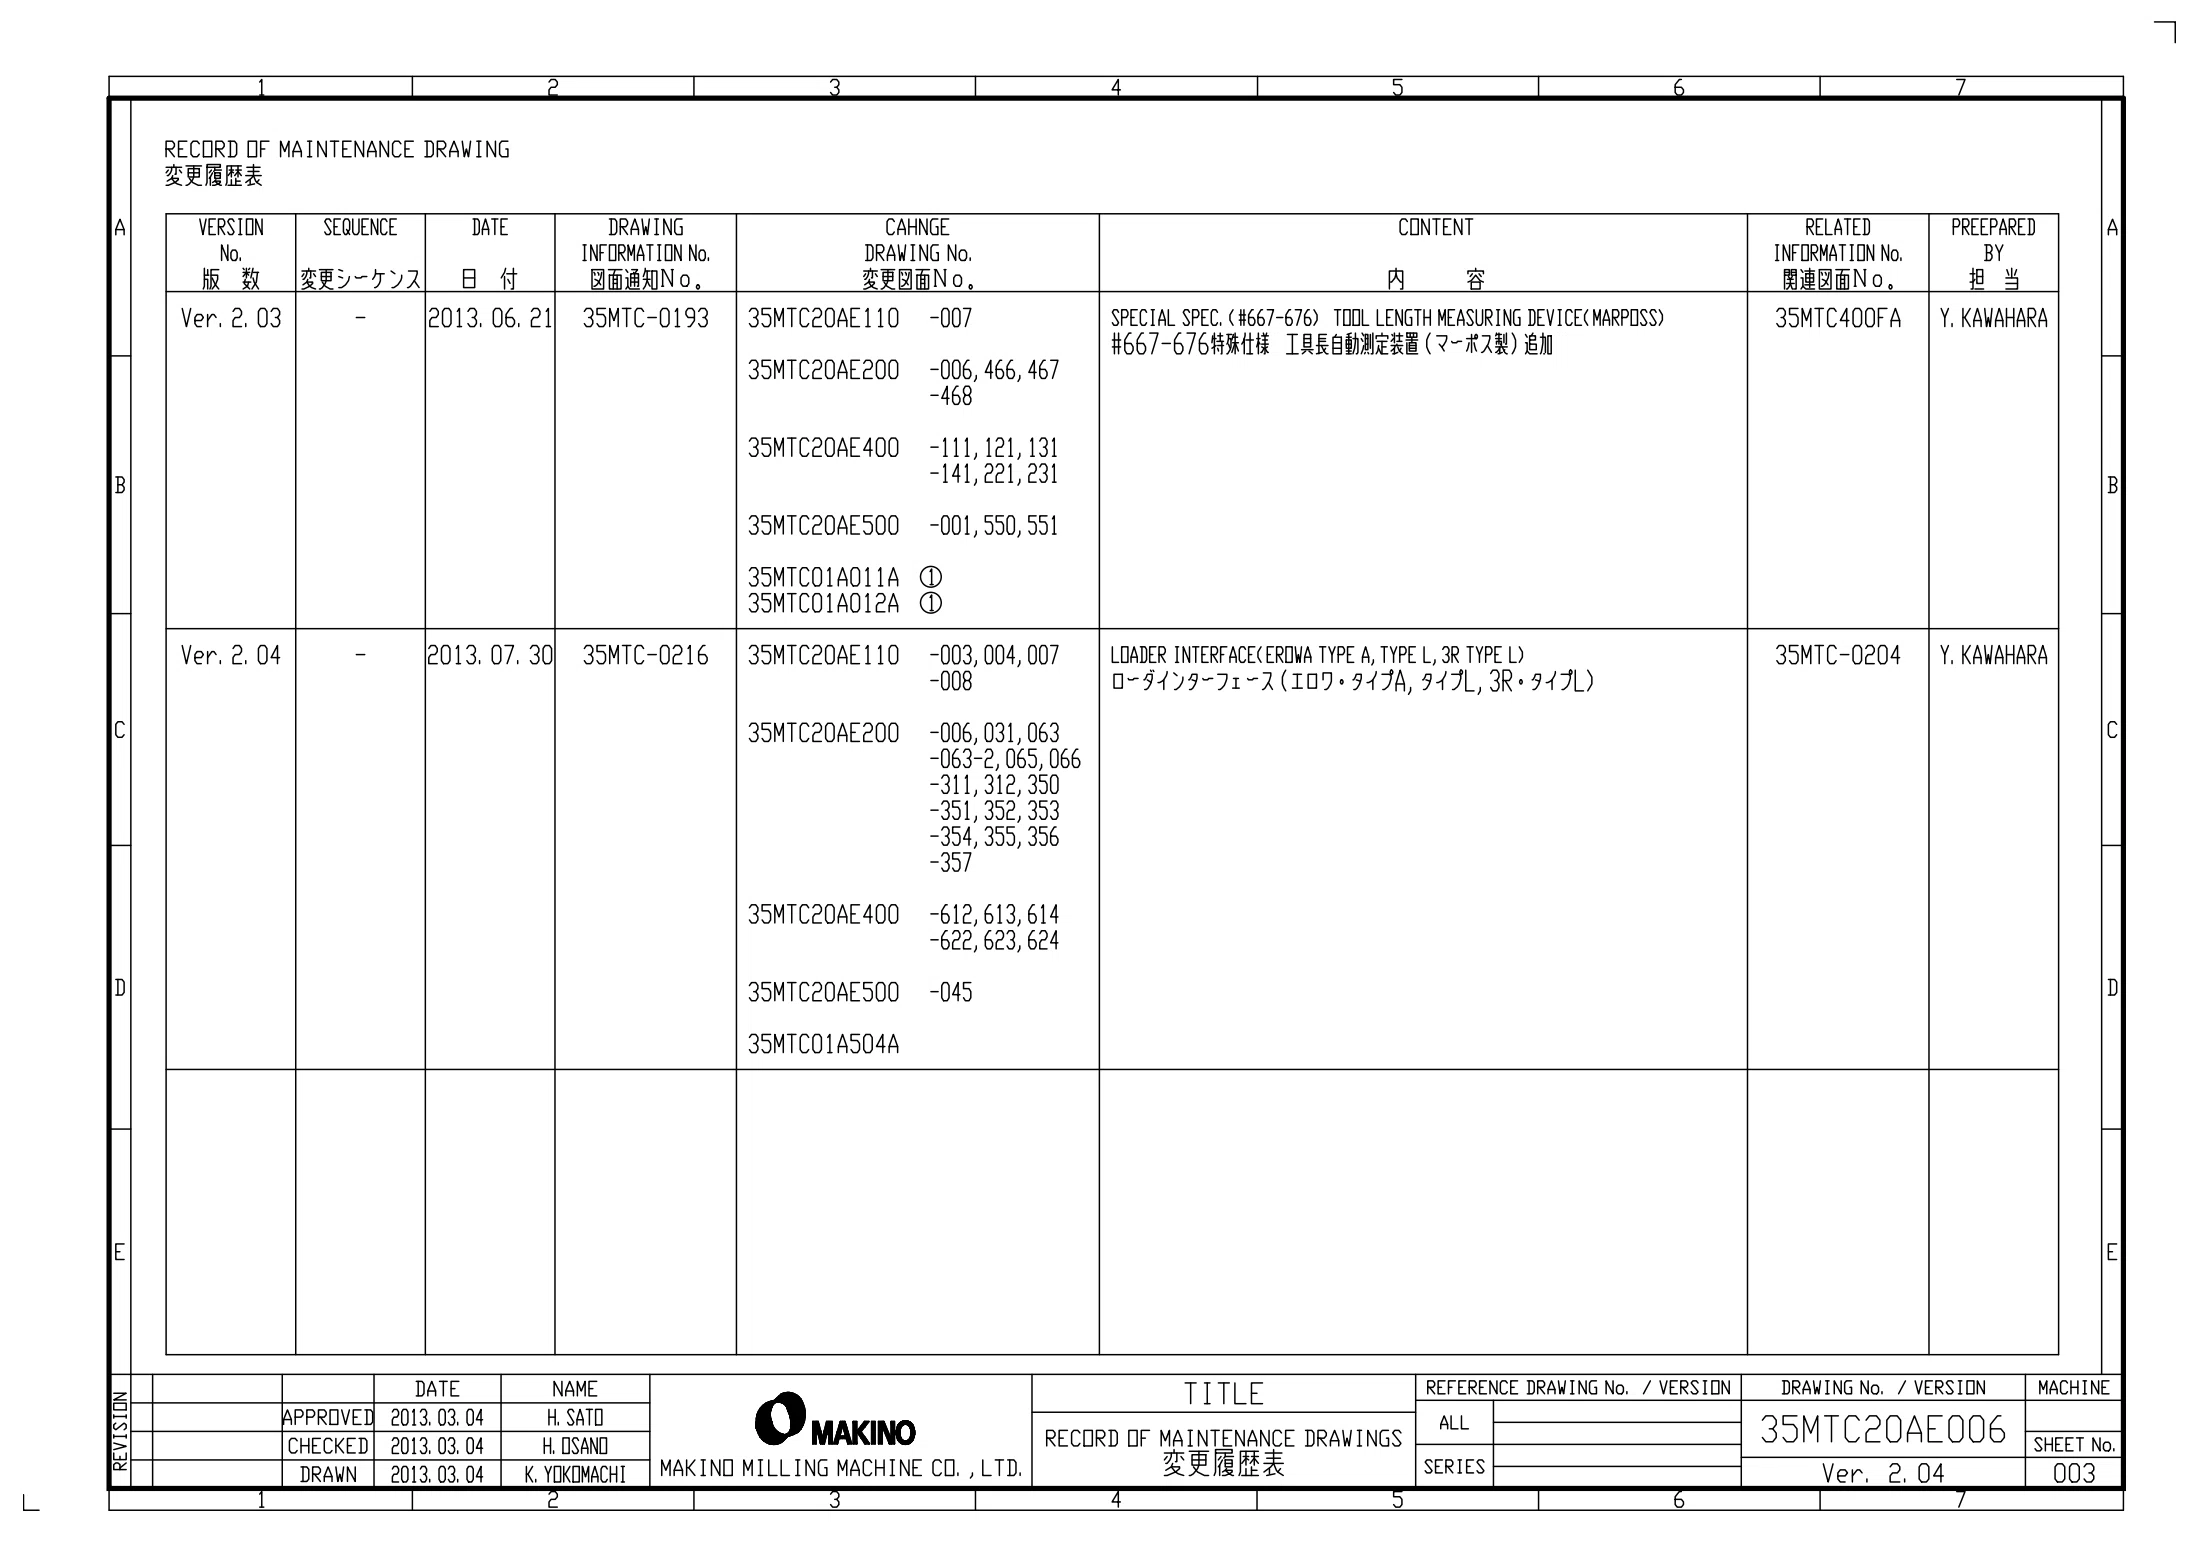 1 2 3 4 5 6 7
RECORD OF MAINTENANCE DRAWING
変更履歴表
A VERSION SEQUENCE DATE DRAWING CAHNGE CONTENT RELATED PREEPARED A
No. INFORMATION No. DRAWING No. INFORMATION No. BY
版 数 変更シーケンス 日 付 図面通知No。 変更図面No。 内 容 関連図面No。 担 当
Ver. 2. 03 - 2013. 06. 21 35MTC-0193 35MTC20AE110 -007 SPECIAL SPEC. (#667-676) TOOL LENGTH MEASURING DEVICE(MARPOSS) 35MTC400FA Y. KAWAHARA
#667-676特殊仕様 工具長自動測定装置(マーポス製)追加
35MTC20AE200 -006, 466, 467
-468
35MTC20AE400 -111, 121, 131
-141, 221, 231
B B
35MTC20AE500 -001, 550, 551
35MTC01A011A ①
35MTC01A012A ①
Ver. 2. 04 - 2013. 07. 30 35MTC-0216 35MTC20AE110 -003, 004, 007 LOADER INTERFACE(EROWA TYPE A, TYPE L, 3R TYPE L) 35MTC-0204 Y. KAWAHARA
-008 ローダインターフェース(エロワ・タイプA, タイプL, 3R・タイプL)
C 35MTC20AE200 -006, 031, 063 C
-063-2, 065, 066
-311, 312, 350
-351, 352, 353
-354, 355, 356
-357
35MTC20AE400 -612, 613, 614
-622, 623, 624
D 35MTC20AE500 -045 D
35MTC01A504A
E E
REVISION
DATE NAME
APPROVED 2013. 03. 04 H. SATO
CHECKED 2013. 03. 04 H. OSANO
DRAWN 2013. 03. 04 K. YOKOMACHI
MAKINO
MAKINO MILLING MACHINE CO. , LTD.
TITLE
RECORD OF MAINTENANCE DRAWINGS
変更履歴表
REFERENCE DRAWING No. / VERSION
ALL
SERIES
DRAWING No. / VERSION
35MTC20AE006
Ver. 2. 04
MACHINE
SHEET No.
003
1 2 3 4 5 6 7